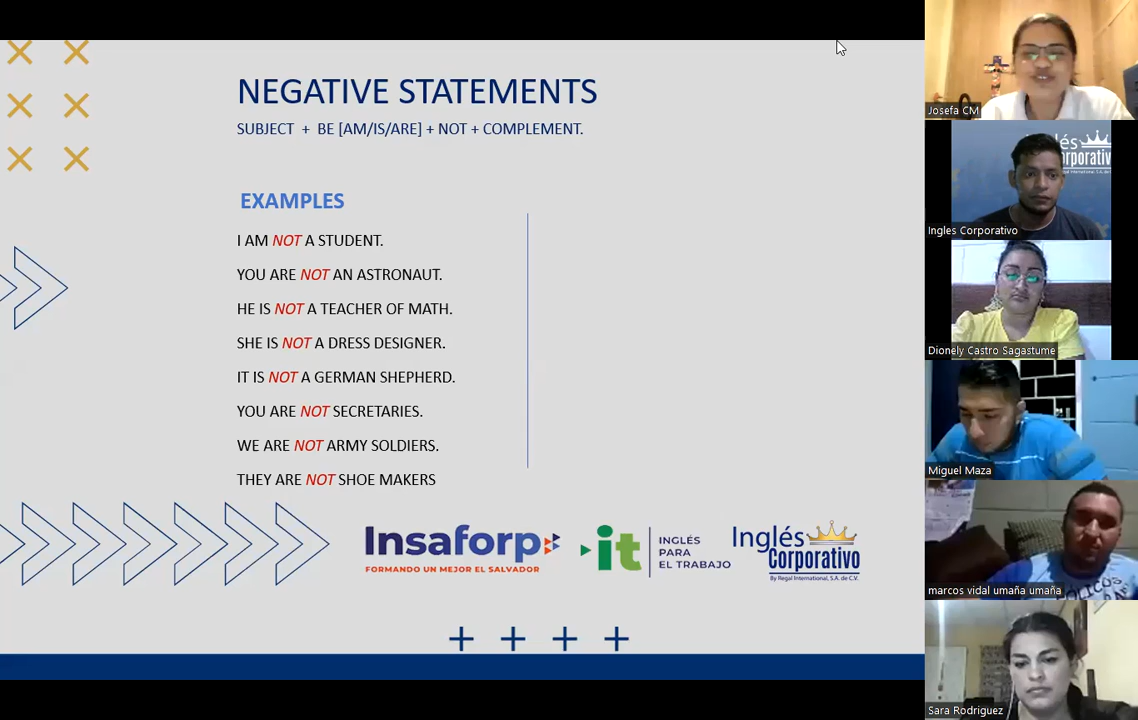 NEGATIVE STATEMENTS
SUBJECT + BE [AM/IS/ARE] + NOT + COMPLEMENT.
EXAMPLES
I AM NOT A STUDENT.
YOU ARE NOT AN ASTRONAUT.
HE IS NOT A TEACHER OF MATH.
SHE IS NOT A DRESS DESIGNER.
IT IS NOT A GERMAN SHEPHERD.
YOU ARE NOT SECRETARIES.
WE ARE NOT ARMY SOLDIERS.
THEY ARE NOT SHOE MAKERS
Insaforp
FORMANDO UN MEJOR EL SALVADOR
it
INGLÉS
PARA
EL TRABAJO
Inglés
Corporativo
By Regal International, S.A. de C.V.
Josefa CM
Ingles Corporativo
Dionely Castro Sagastume
Miguel Maza
marcos vidal umaña umaña
Sara Rodriguez